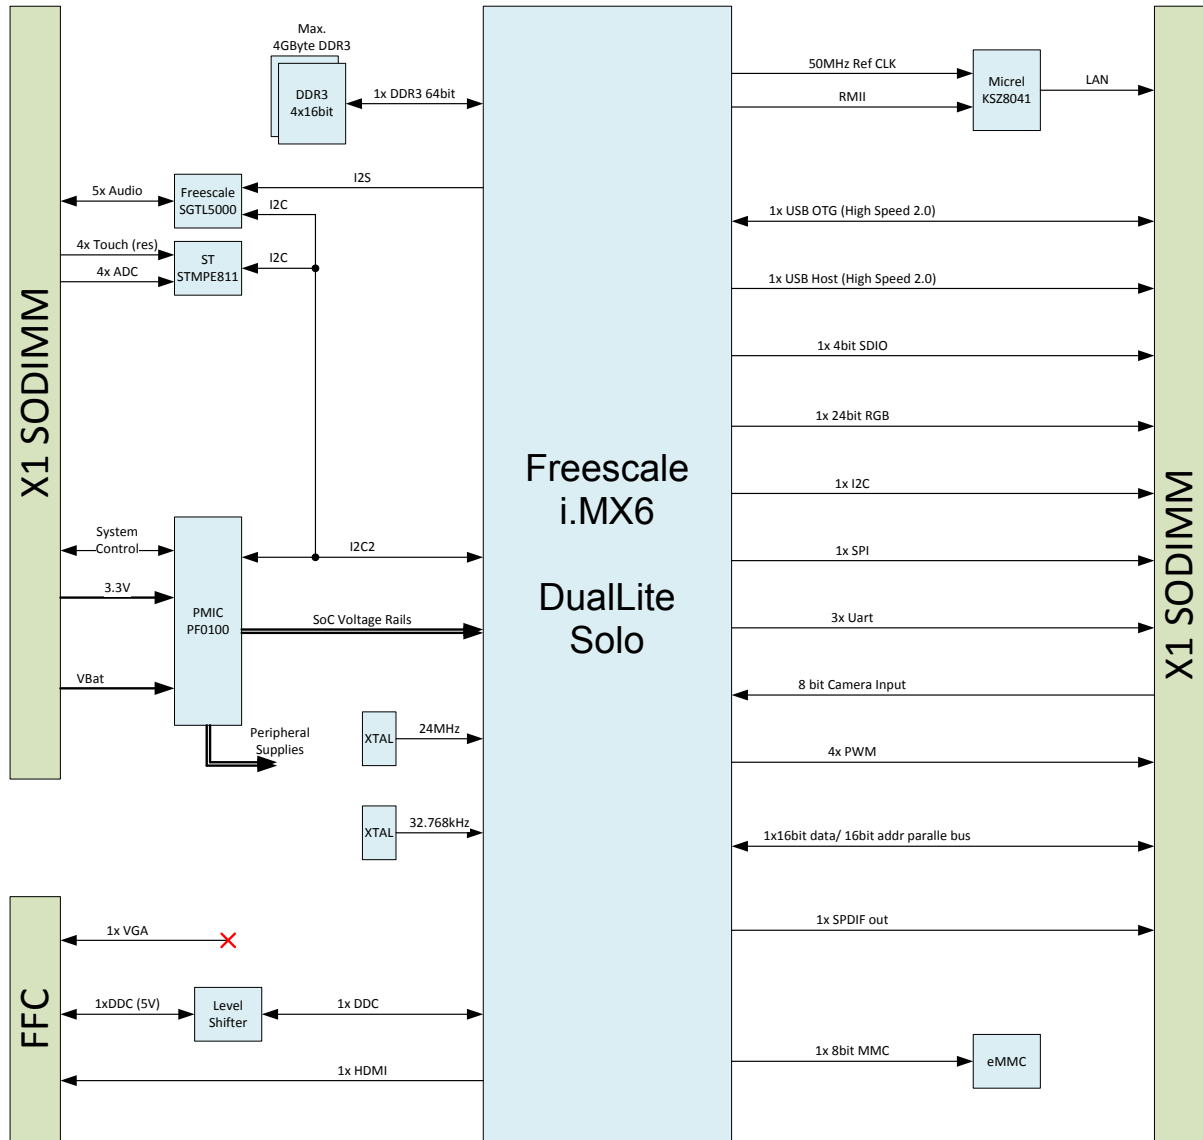 Max.
4GByte DDR3
DDR3
4x16bit
1x DDR3 64bit
50MHz Ref CLK
RMII
Micrel
KSZ8041
LAN
X1 SODIMM
5x Audio
Freescale
SGTL5000
I2S
I2C
4x Touch (res)
4x ADC
ST
STMPE811
I2C
System
Control
3.3V
VBat
PMIC
PF0100
I2C2
SoC Voltage Rails
Peripheral
Supplies
XTAL
24MHz
XTAL
32.768kHz
Freescale
i.MX6
DualLite
Solo
1x USB OTG (High Speed 2.0)
1x USB Host (High Speed 2.0)
1x 4bit SDIO
1x 24bit RGB
1x I2C
1x SPI
3x Uart
8 bit Camera Input
4x PWM
1x16bit data/ 16bit addr paralle bus
1x SPDIF out
X1 SODIMM
FFC
1x VGA
1xDDC (5V)
Level
Shifter
1x DDC
1x HDMI
1x 8bit MMC
eMMC